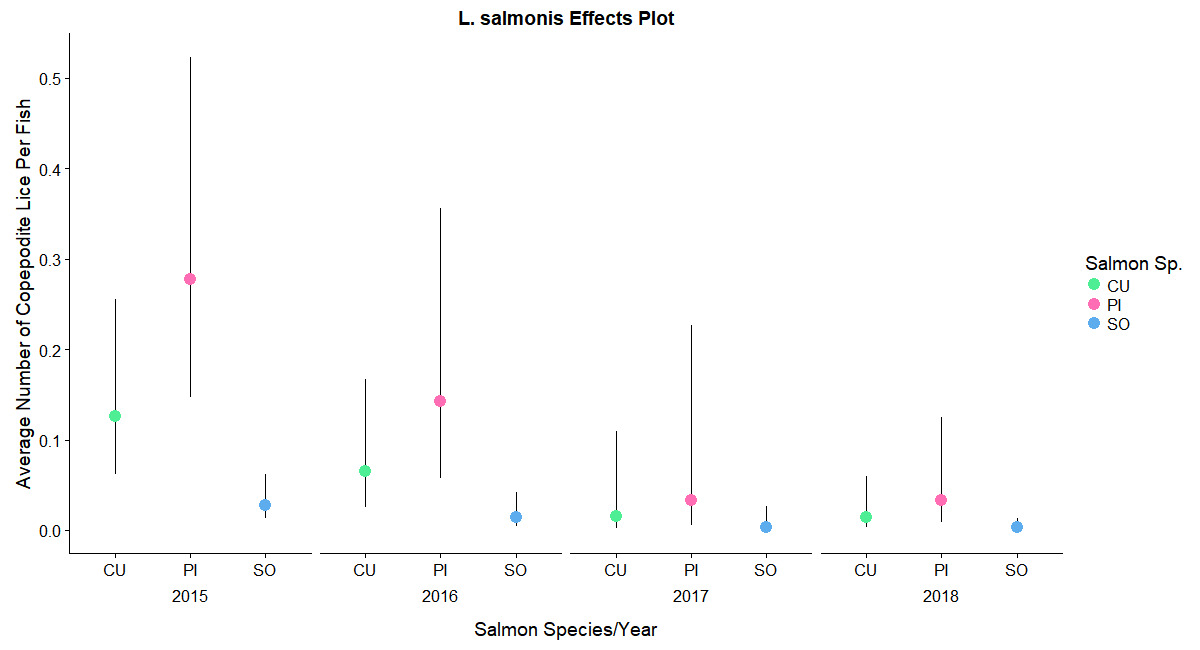 L. salmonis Effects Plot
Average Number of Copepodite Lice Per Fish
0.5
0.4
0.3
0.2
0.1
0.0
CU PI SO CU PI SO CU PI SO CU PI SO
2015 2016 2017 2018
Salmon Species/Year
Salmon Sp.
CU
PI
SO